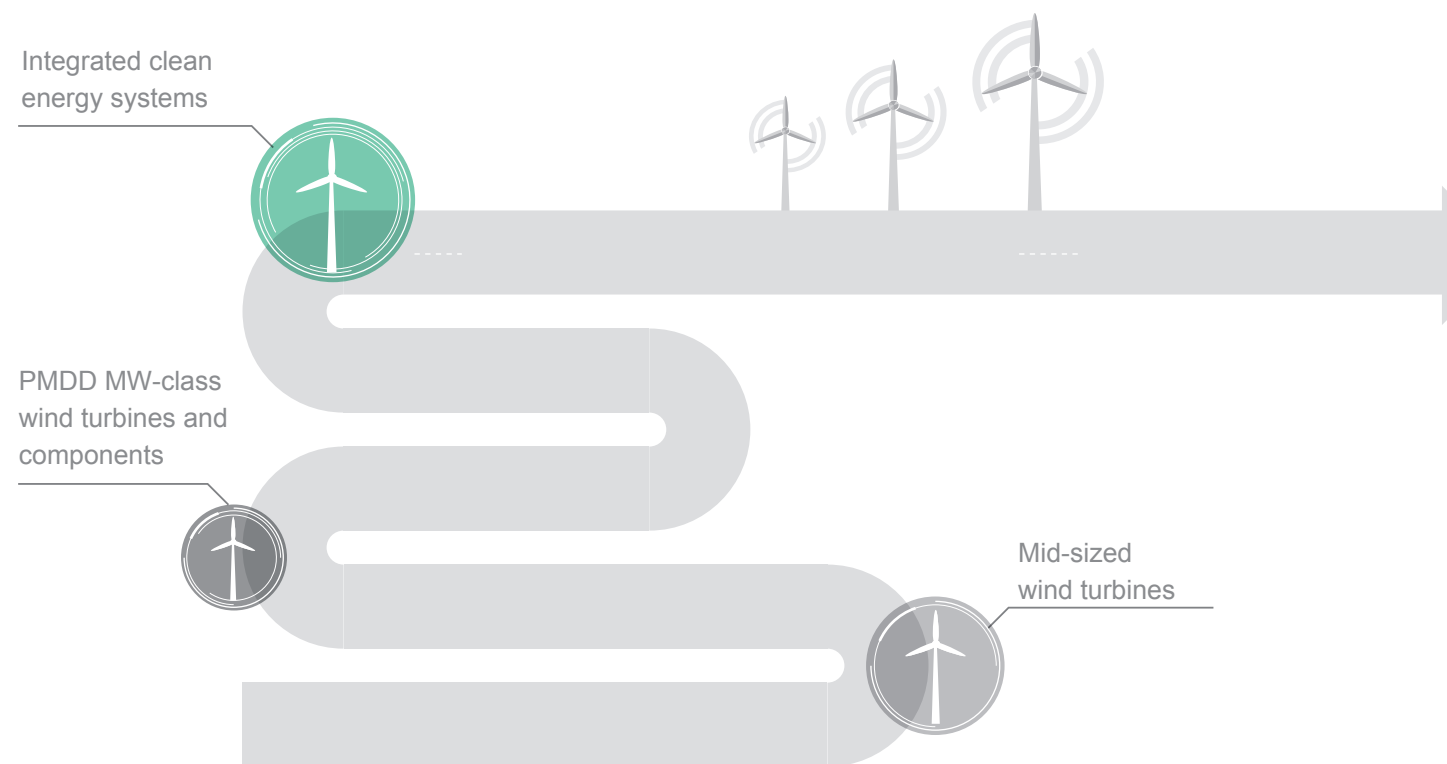 Integrated clean
energy systems
PMDD MW-class
wind turbines and
components
Mid-sized
wind turbines